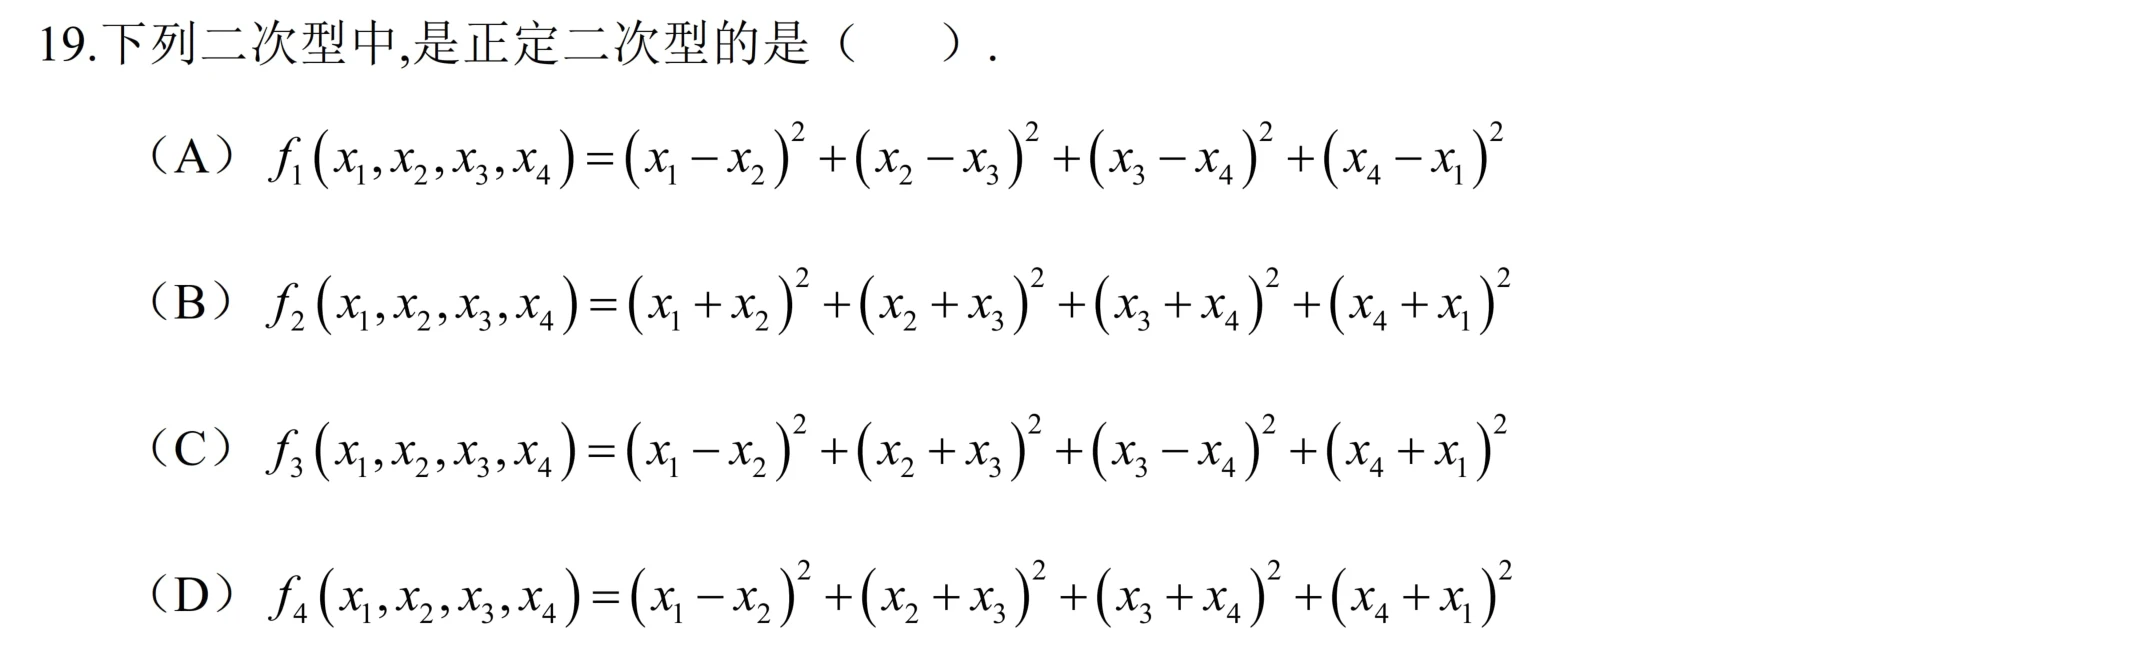 19.下列二次型中,是正定二次型的是（　　）.
（A） f₁(x₁,x₂,x₃,x₄)=(x₁−x₂)²+(x₂−x₃)²+(x₃−x₄)²+(x₄−x₁)²
（B） f₂(x₁,x₂,x₃,x₄)=(x₁+x₂)²+(x₂+x₃)²+(x₃+x₄)²+(x₄+x₁)²
（C） f₃(x₁,x₂,x₃,x₄)=(x₁−x₂)²+(x₂+x₃)²+(x₃−x₄)²+(x₄+x₁)²
（D） f₄(x₁,x₂,x₃,x₄)=(x₁−x₂)²+(x₂+x₃)²+(x₃+x₄)²+(x₄+x₁)²